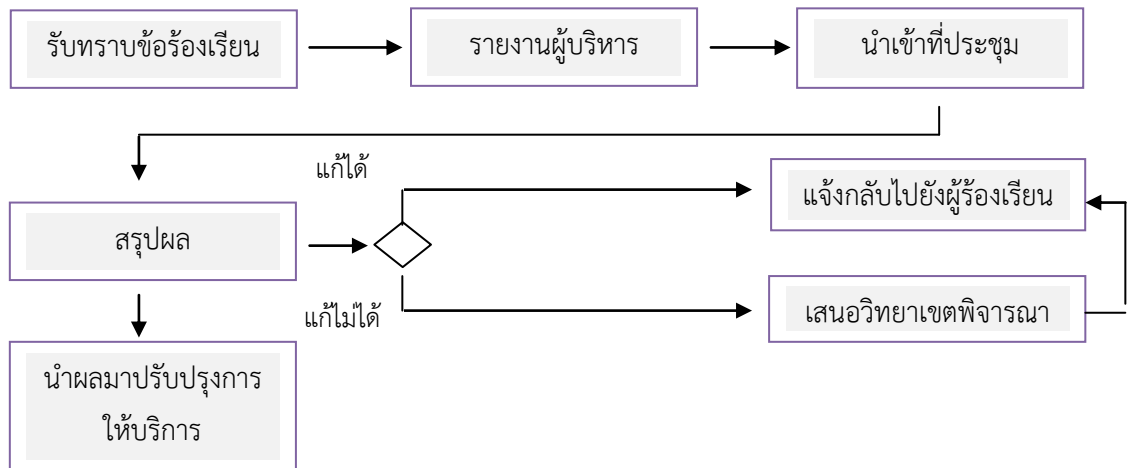 รับทราบข้อร้องเรียน
รายงานผู้บริหาร
นำเข้าที่ประชุม
แก้ได้
แจ้งกลับไปยังผู้ร้องเรียน
สรุปผล
แก้ไม่ได้
เสนอวิทยาเขตพิจารณา
นำผลมาปรับปรุงการ
ให้บริการ